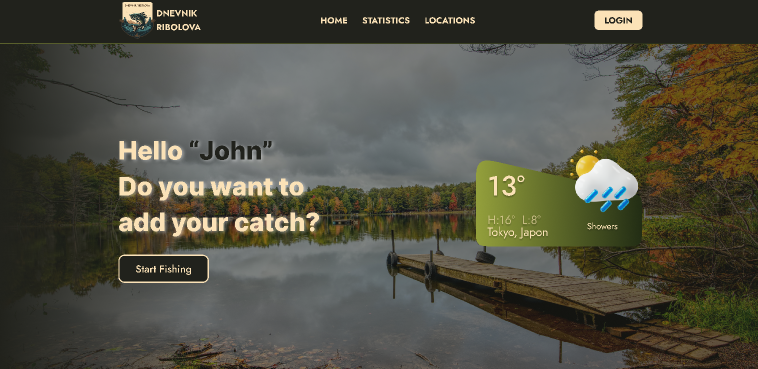 DNEVNIK
RIBOLOVA
HOME STATISTICS LOCATIONS
LOGIN
Hello “John”
Do you want to
add your catch?
Start Fishing
13°
H:16° L:8°
Tokyo, Japon
Showers